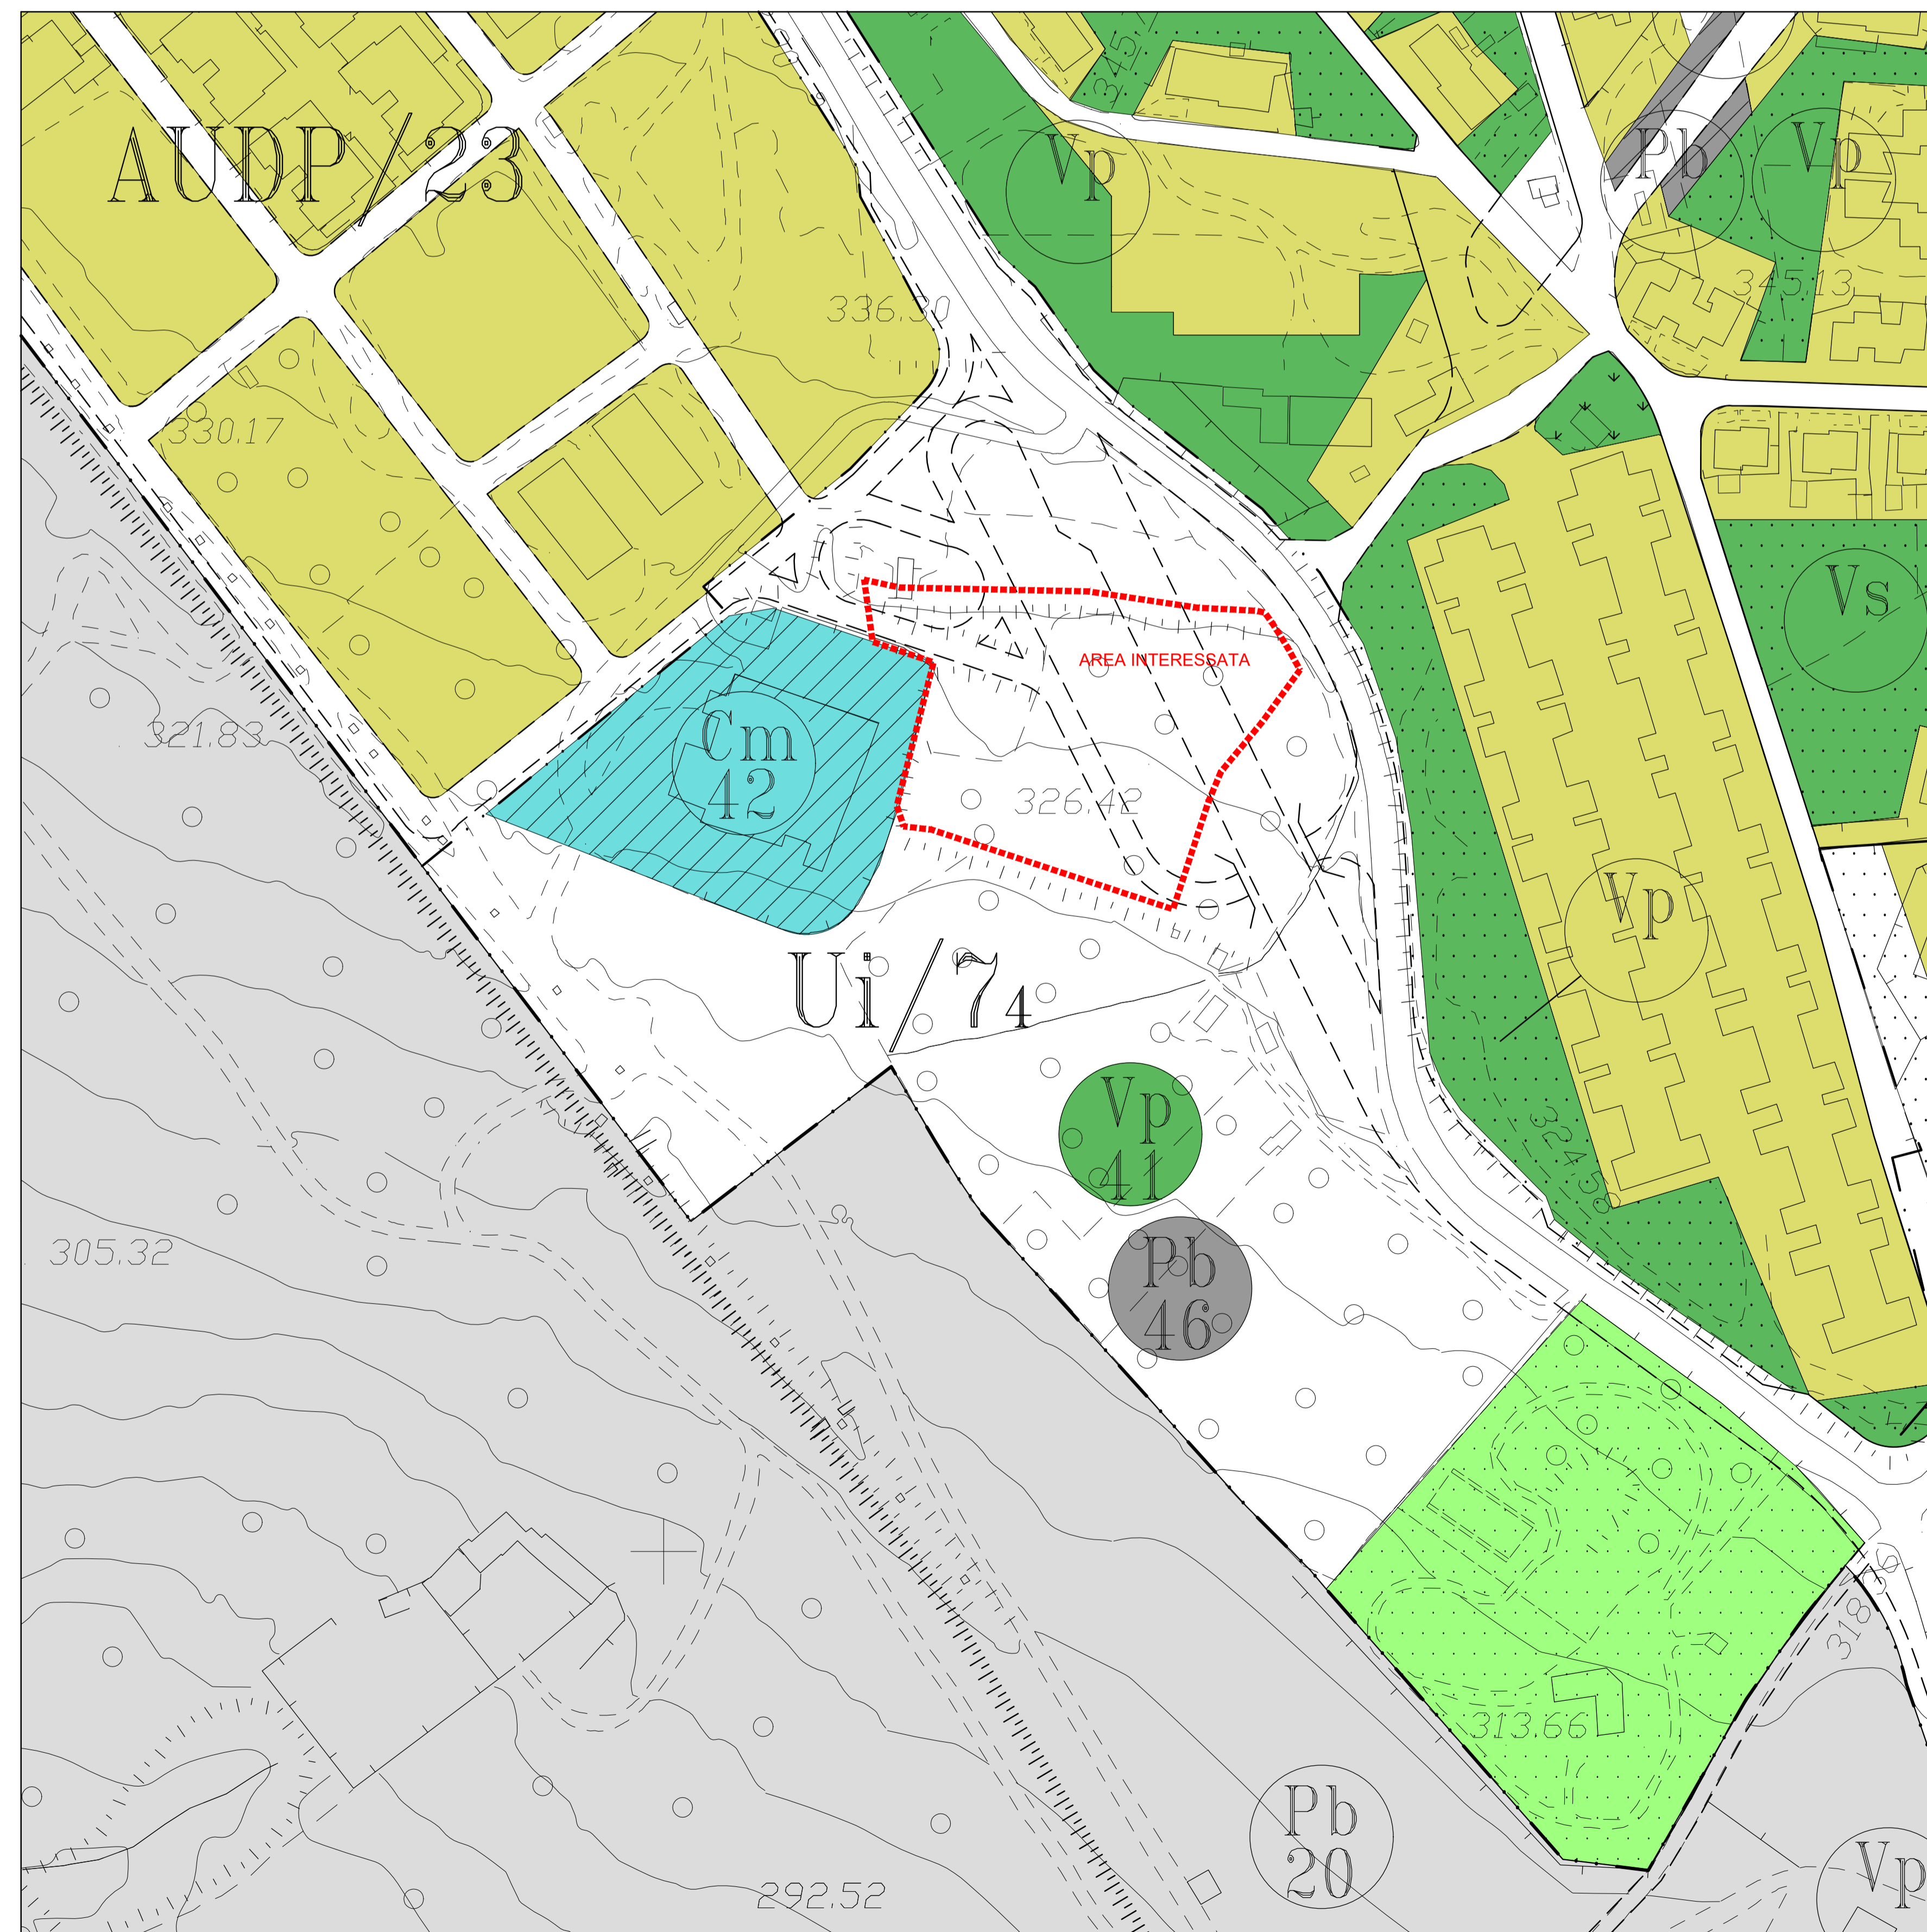 345
AUDP/23
Vp
Pb
Vp
345.13
336.30
330.17
Vs
AREA INTERESSATA
321.83
Cm
42
326.42
Vp
Ui/74
Vp
41
324.58
Pb
46
305.32
318
313.66
Pb
20
Vp
292.52